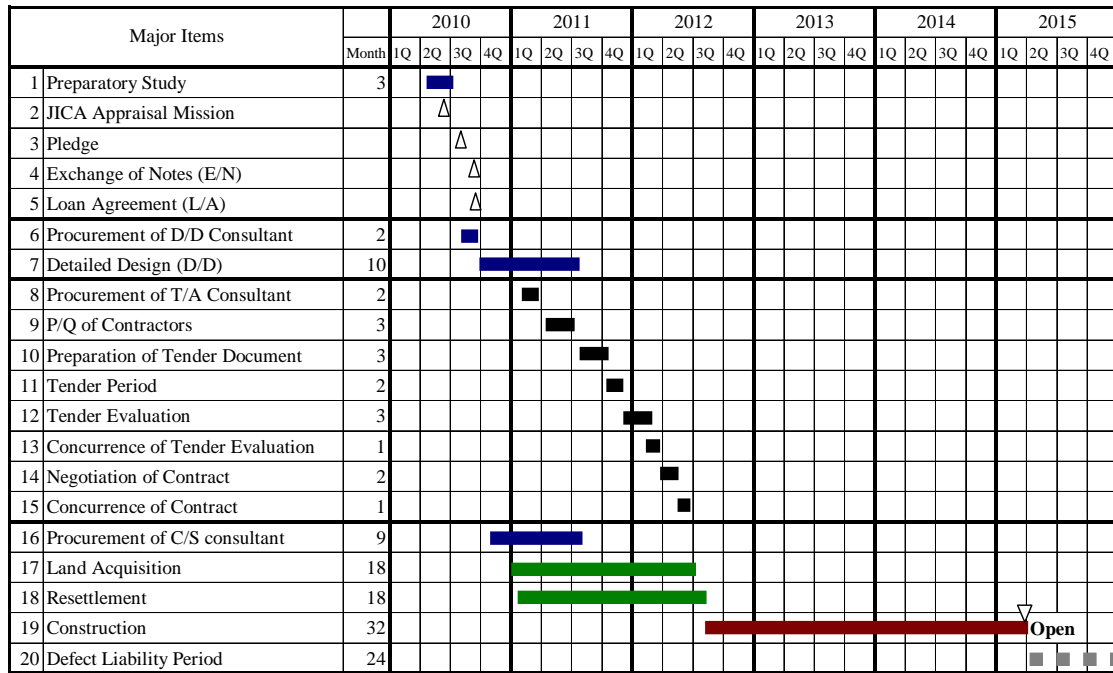 Major Items 2010 2011 2012 2013 2014 2015
Month 1Q 2Q 3Q 4Q 1Q 2Q 3Q 4Q 1Q 2Q 3Q 4Q 1Q 2Q 3Q 4Q 1Q 2Q 3Q 4Q 1Q 2Q 3Q 4Q
1 Preparatory Study 3
2 JICA Appraisal Mission
3 Pledge
4 Exchange of Notes (E/N)
5 Loan Agreement (L/A)
6 Procurement of D/D Consultant 2
7 Detailed Design (D/D) 10
8 Procurement of T/A Consultant 2
9 P/Q of Contractors 3
10 Preparation of Tender Document 3
11 Tender Period 2
12 Tender Evaluation 3
13 Concurrence of Tender Evaluation 1
14 Negotiation of Contract 2
15 Concurrence of Contract 1
16 Procurement of C/S consultant 9
17 Land Acquisition 18
18 Resettlement 18
19 Construction 32 Open
20 Defect Liability Period 24